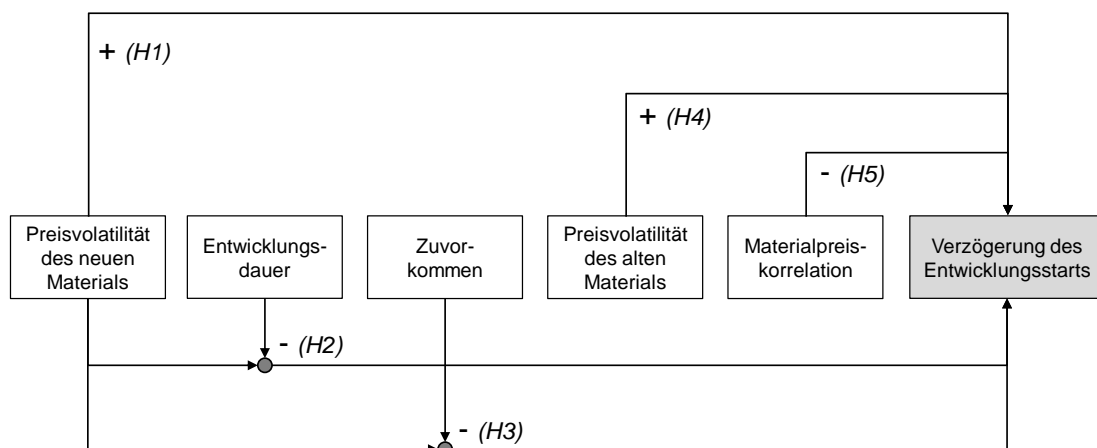 + (H1)
+ (H4)
- (H5)
Preisvolatilität
des neuen
Materials
Entwicklungs-
dauer
Zuvor-
kommen
Preisvolatilität
des alten
Materials
Materialpreis-
korrelation
Verzögerung des
Entwicklungsstarts
- (H2)
- (H3)